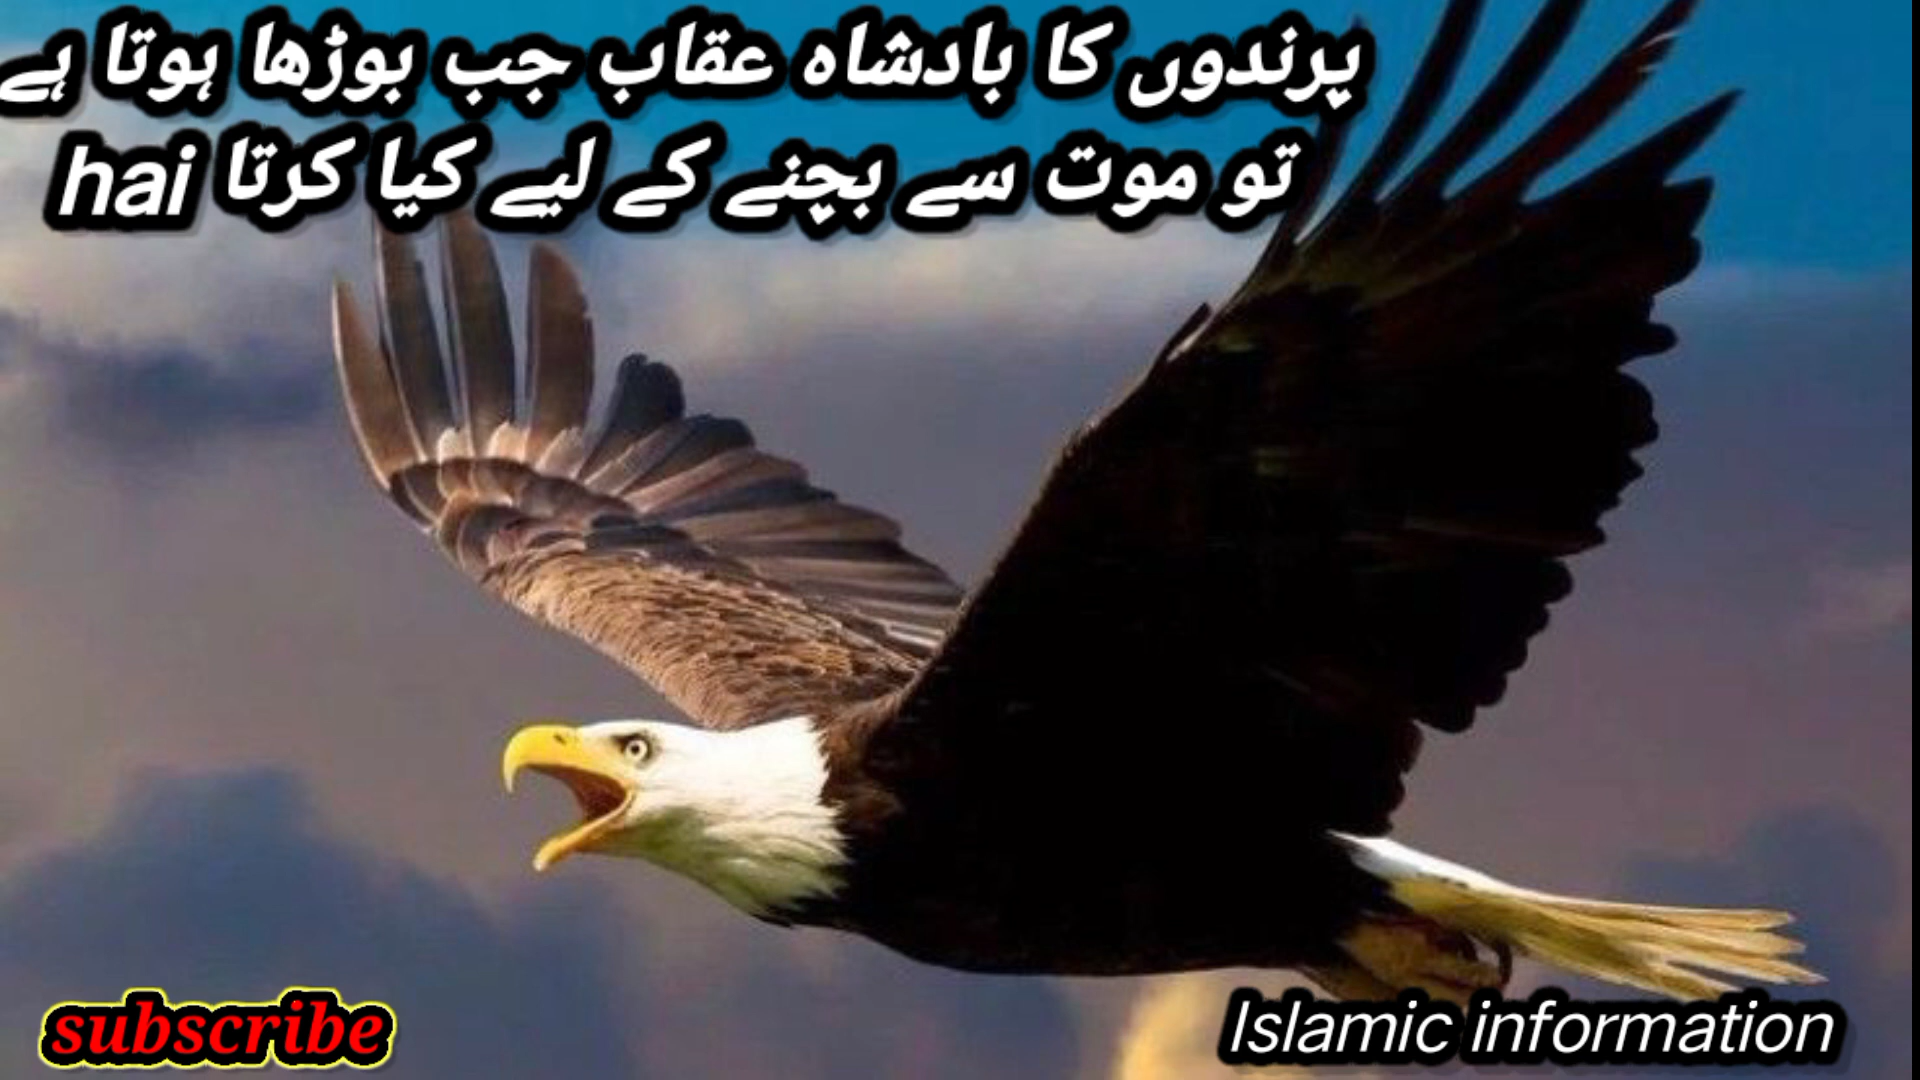 پرندوں کا بادشاہ عقاب جب بوڑھا ہوتا ہے
تو موت سے بچنے کے لیے کیا کرتا hai
subscribe
Islamic information